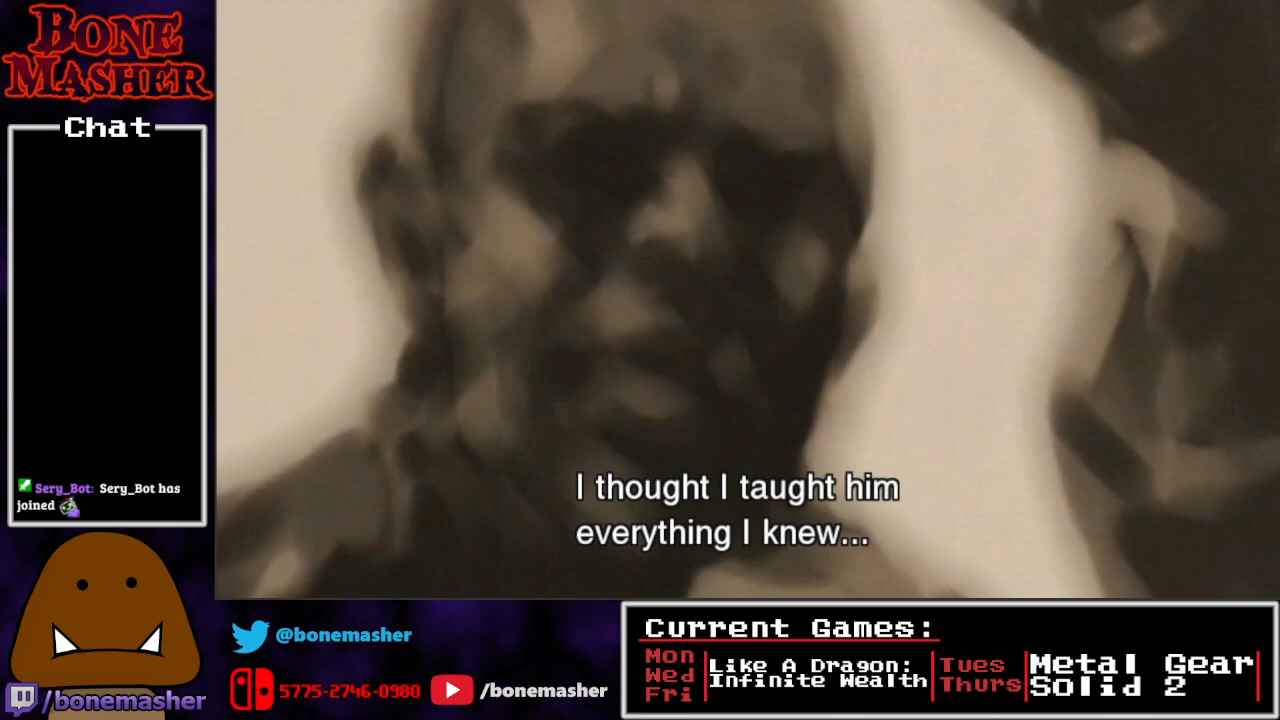 BONE
MASHER
Chat
Sery_Bot: Sery_Bot has
joined
I thought I taught him
everything I knew...
@bonemasher
5775-2746-0980
/bonemasher
/bonemasher
Current Games:
Mon
Wed
Fri
Like A Dragon:
Infinite Wealth
Tues
Thurs
Metal Gear
Solid 2